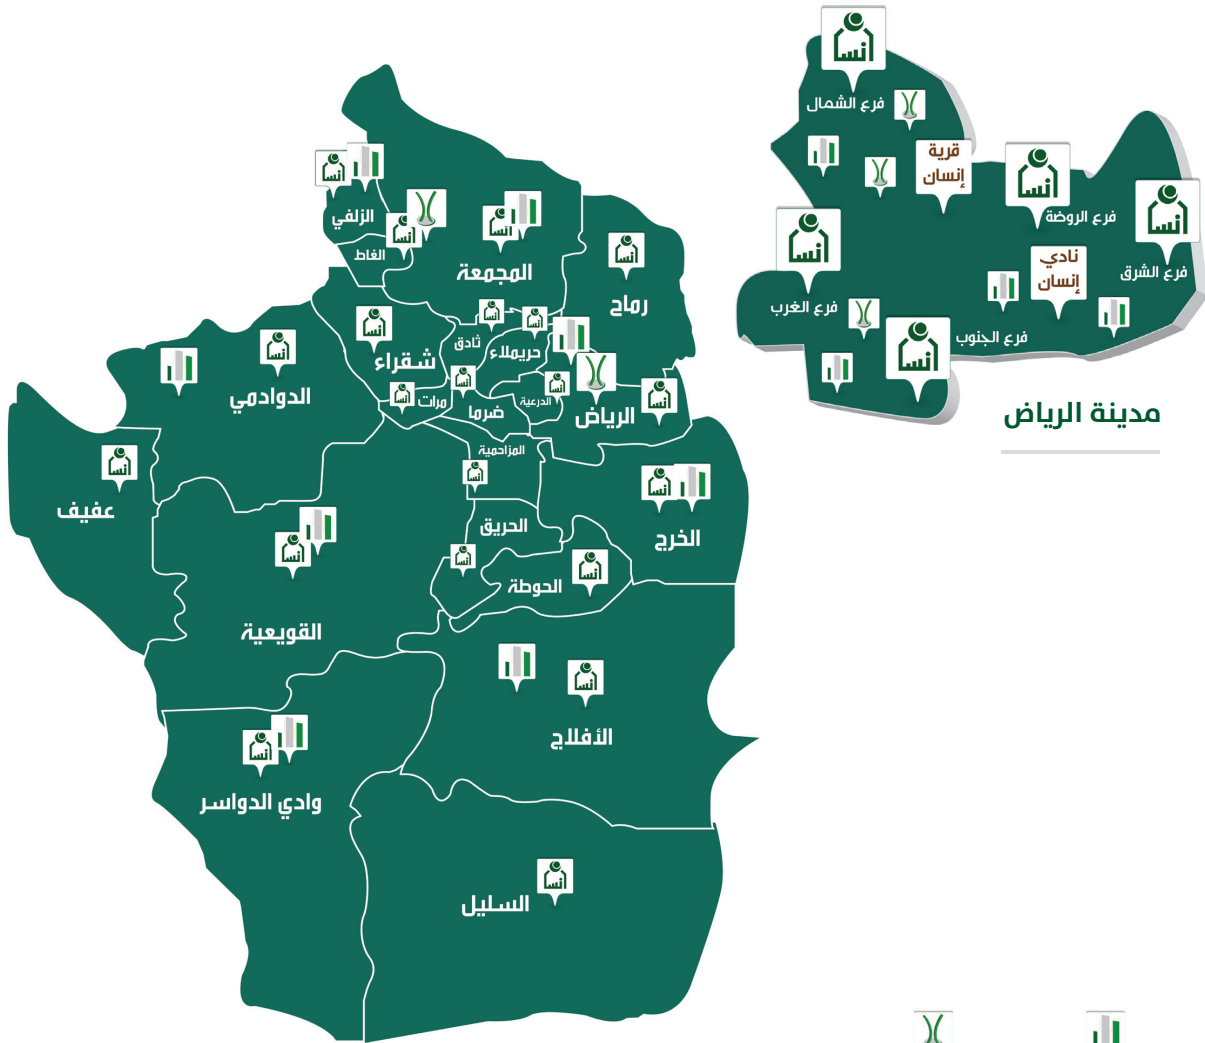 فرع الشمال
قرية
إنسان
فرع الروضة
فرع الشرق
نادي
إنسان
فرع الغرب
فرع الجنوب
مدينة الرياض
الزلفي
الغاط
المجمعة
رماح
ثادق
حريملاء
شقراء
مرات
ضرما
الدرعية
الرياض
الدوادمي
المزاحمية
عفيف
الخرج
الحريق
الحوطة
القويعية
الأفلاج
وادي الدواسر
السليل